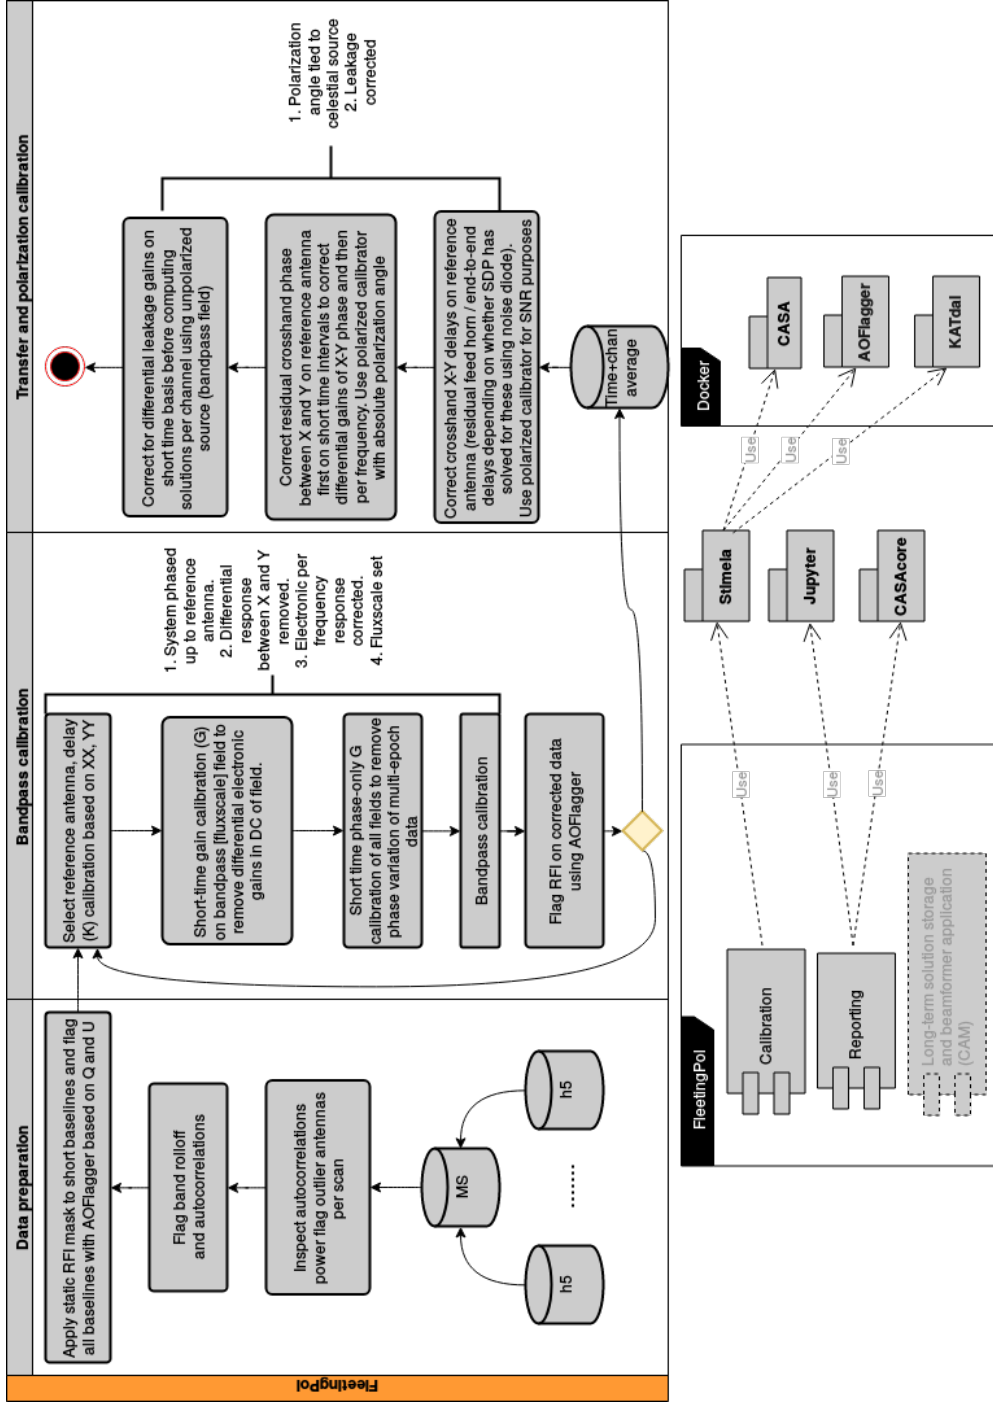 FleetingPol
Data preparation
Apply static RFI mask to short baselines and flag
all baselines with AOFlagger based on Q and U
Flag band rolloff
and autocorrelations
Inspect autocorrelations
power flag outlier antennas
per scan
MS
h5
.......
h5
Bandpass calibration
Select reference antenna, delay
(K) calibration based on XX, YY
Short-time gain calibration (G)
on bandpass [fluxscale] field to
remove differential electronic
gains in DC of field.
Short time phase-only G
calibration of all fields to remove
phase variation of multi-epoch
data
Bandpass calibration
Flag RFI on corrected data
using AOFlagger
1. System phased
up to reference
antenna.
2. Differential
response
between X and Y
removed.
3. Electronic per
frequency
response
corrected.
4. Fluxscale set
Transfer and polarization calibration
Correct for differential leakage gains on
short time basis before computing
solutions per channel using unpolarized
source (bandpass field)
Correct residual crosshand phase
between X and Y on reference antenna
first on short time intervals to correct
differential gains of X-Y phase and then
per frequency. Use polarized calibrator
with absolute polarization angle
Correct crosshand X-Y delays on reference
antenna (residual feed horn / end-to-end
delays depending on whether SDP has
solved for these using noise diode).
Use polarized calibrator for SNR purposes
Time+chan
average
1. Polarization
angle tied to
celestial source
2. Leakage
corrected
FleetingPol
Calibration
Reporting
Long-term solution storage
and beamformer application
(CAM)
Use
Use
Use
Stimela
Jupyter
CASAcore
Use
Use
Use
Docker
CASA
AOFlagger
KATdal